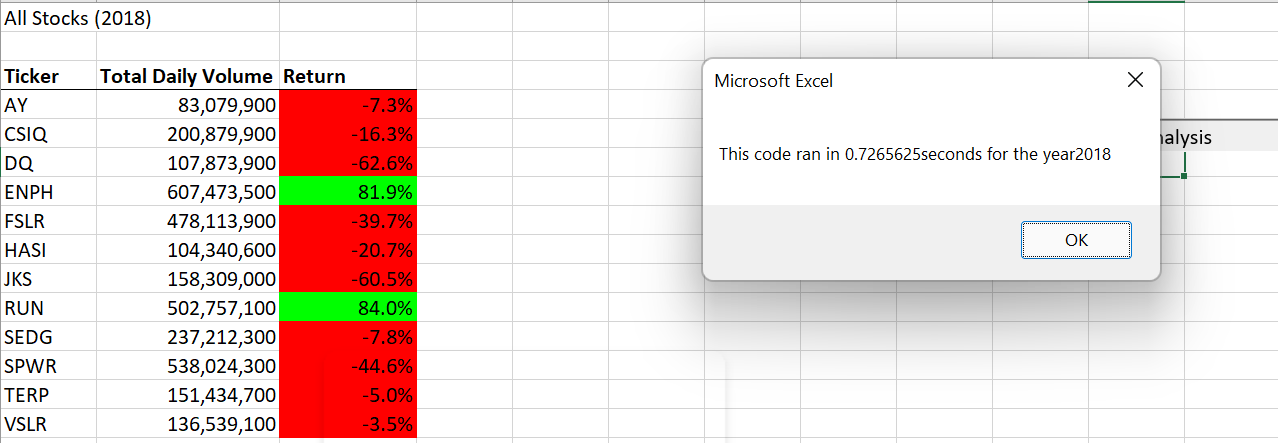 All Stocks (2018)
Ticker Total Daily Volume Return
AY 83,079,900 -7.3%
CSIQ 200,879,900 -16.3%
DQ 107,873,900 -62.6%
ENPH 607,473,500 81.9%
FSLR 478,113,900 -39.7%
HASI 104,340,600 -20.7%
JKS 158,309,000 -60.5%
RUN 502,757,100 84.0%
SEDG 237,212,300 -7.8%
SPWR 538,024,300 -44.6%
TERP 151,434,700 -5.0%
VSLR 136,539,100 -3.5%
Microsoft Excel
This code ran in 0.7265625seconds for the year2018
OK
alysis